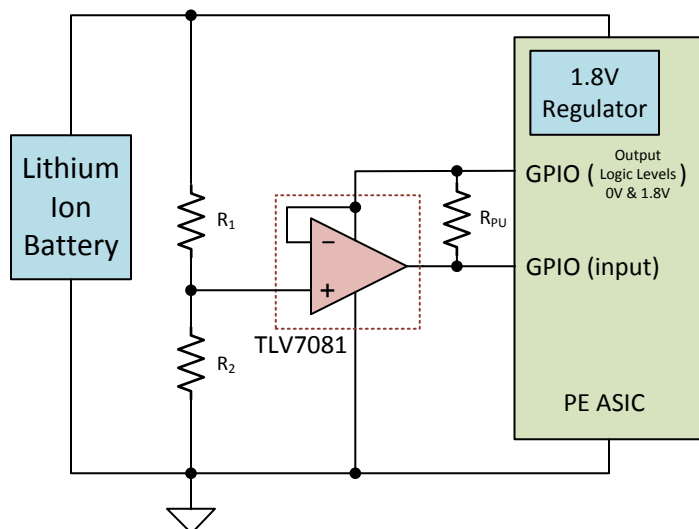 1.8V
Regulator
Lithium
Ion
Battery
R1
R2
−
+
TLV7081
RPU
GPIO (
Output
Logic Levels
0V & 1.8V
)
GPIO (input)
PE ASIC